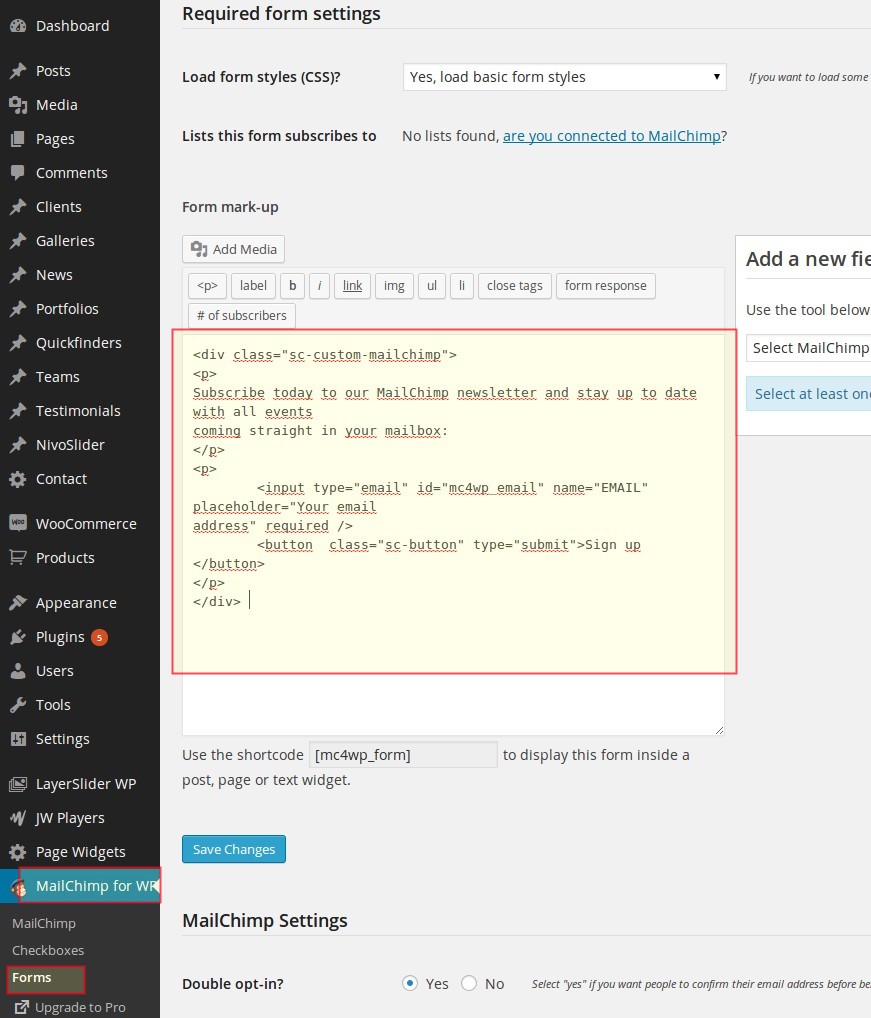 Dashboard
Posts
Media
Pages
Comments
Clients
Galleries
News
Portfolios
Quickfinders
Teams
Testimonials
NivoSlider
Contact
WooCommerce
Products
Appearance
Plugins 5
Users
Tools
Settings
LayerSlider WP
JW Players
Page Widgets
MailChimp for WP
MailChimp
Checkboxes
Forms
Upgrade to Pro
Required form settings
Load form styles (CSS)? Yes, load basic form styles If you want to load some
Lists this form subscribes to No lists found, are you connected to MailChimp?
Form mark-up
Add Media
<p> label b i link img ul li close tags form response
# of subscribers
<div class="sc-custom-mailchimp">
<p>
Subscribe today to our MailChimp newsletter and stay up to date
with all events
coming straight in your mailbox:
</p>
<p>
<input type="email" id="mc4wp_email" name="EMAIL"
placeholder="Your email
address" required />
<button  class="sc-button" type="submit">Sign up
</button>
</p>
</div>
Add a new fie
Use the tool below
Select MailChimp
Select at least one
Use the shortcode [mc4wp_form] to display this form inside a
post, page or text widget.
Save Changes
MailChimp Settings
Double opt-in? Yes No Select "yes" if you want people to confirm their email address before be